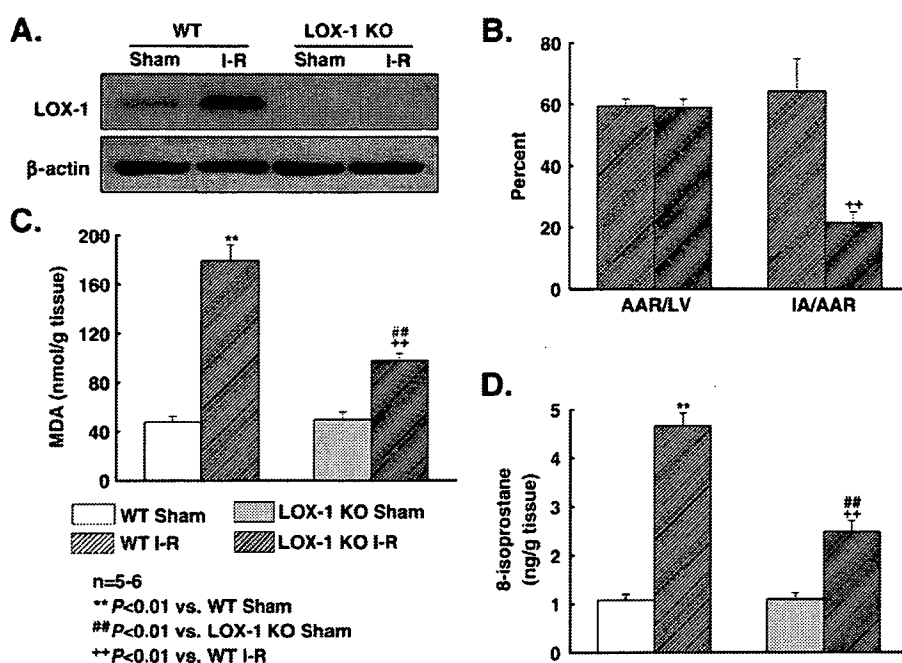 A.
WT LOX-1 KO
Sham I-R Sham I-R
LOX-1
β-actin
B.
Percent
80
60
40
20
0
AAR/LV IA/AAR
++
C.
MDA (nmol/g tissue)
200
160
120
80
40
0
**
##
++
WT Sham LOX-1 KO Sham
WT I-R LOX-1 KO I-R
n=5-6
**P<0.01 vs. WT Sham
##P<0.01 vs. LOX-1 KO Sham
++P<0.01 vs. WT I-R
D.
8-isoprostane
(ng/g tissue)
5
4
3
2
1
0
**
##
++